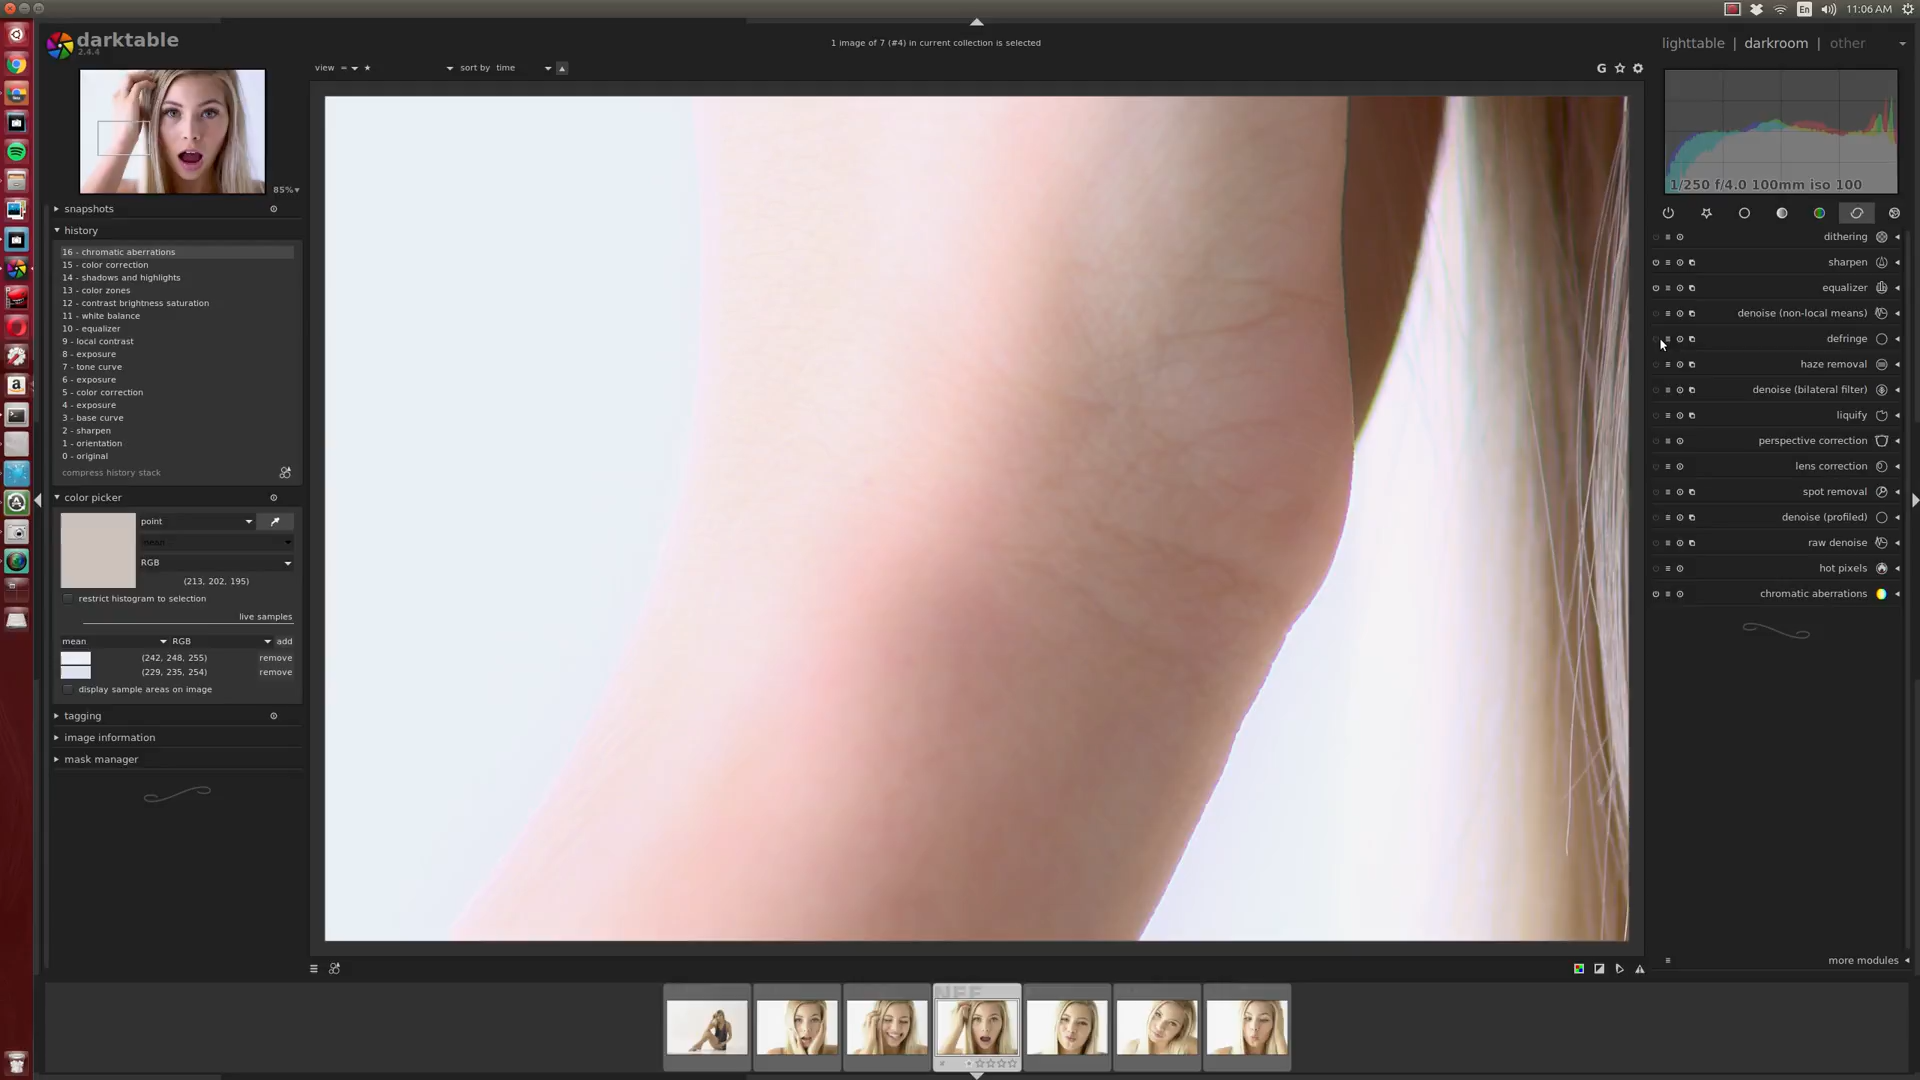 En
11:06 AM
darktable
2.4.4
1 image of 7 (#4) in current collection is selected
lighttable | darkroom | other
view = ★
sort by time
G
85%
1/250 f/4.0 100mm iso 100
snapshots
history
16 - chromatic aberrations
15 - color correction
14 - shadows and highlights
13 - color zones
12 - contrast brightness saturation
11 - white balance
10 - equalizer
9 - local contrast
8 - exposure
7 - tone curve
6 - exposure
5 - color correction
4 - exposure
3 - base curve
2 - sharpen
1 - orientation
0 - original
compress history stack
color picker
point
mean
RGB
(213, 202, 195)
restrict histogram to selection
live samples
mean RGB add
(242, 248, 255) remove
(229, 235, 254) remove
display sample areas on image
tagging
image information
mask manager
dithering
sharpen
equalizer
denoise (non-local means)
defringe
haze removal
denoise (bilateral filter)
liquify
perspective correction
lens correction
spot removal
denoise (profiled)
raw denoise
hot pixels
chromatic aberrations
more modules
NEF